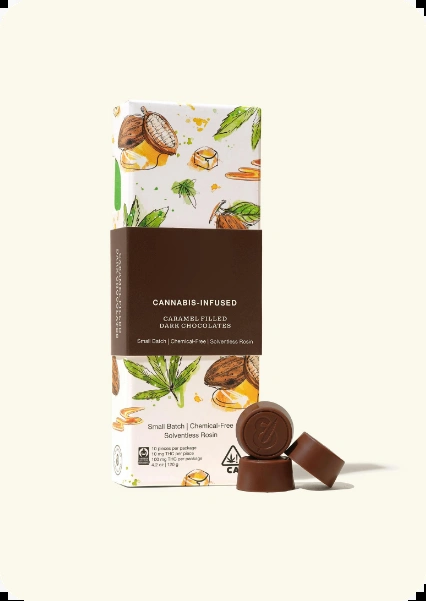 CANNABIS-INFUSED
CARAMEL FILLED
DARK CHOCOLATES
Small Batch | Chemical-Free | Solventless Rosin
Small Batch | Chemical-Free
Solventless Rosin
10 pieces per package
10 mg THC per piece
100 mg THC per package
CA